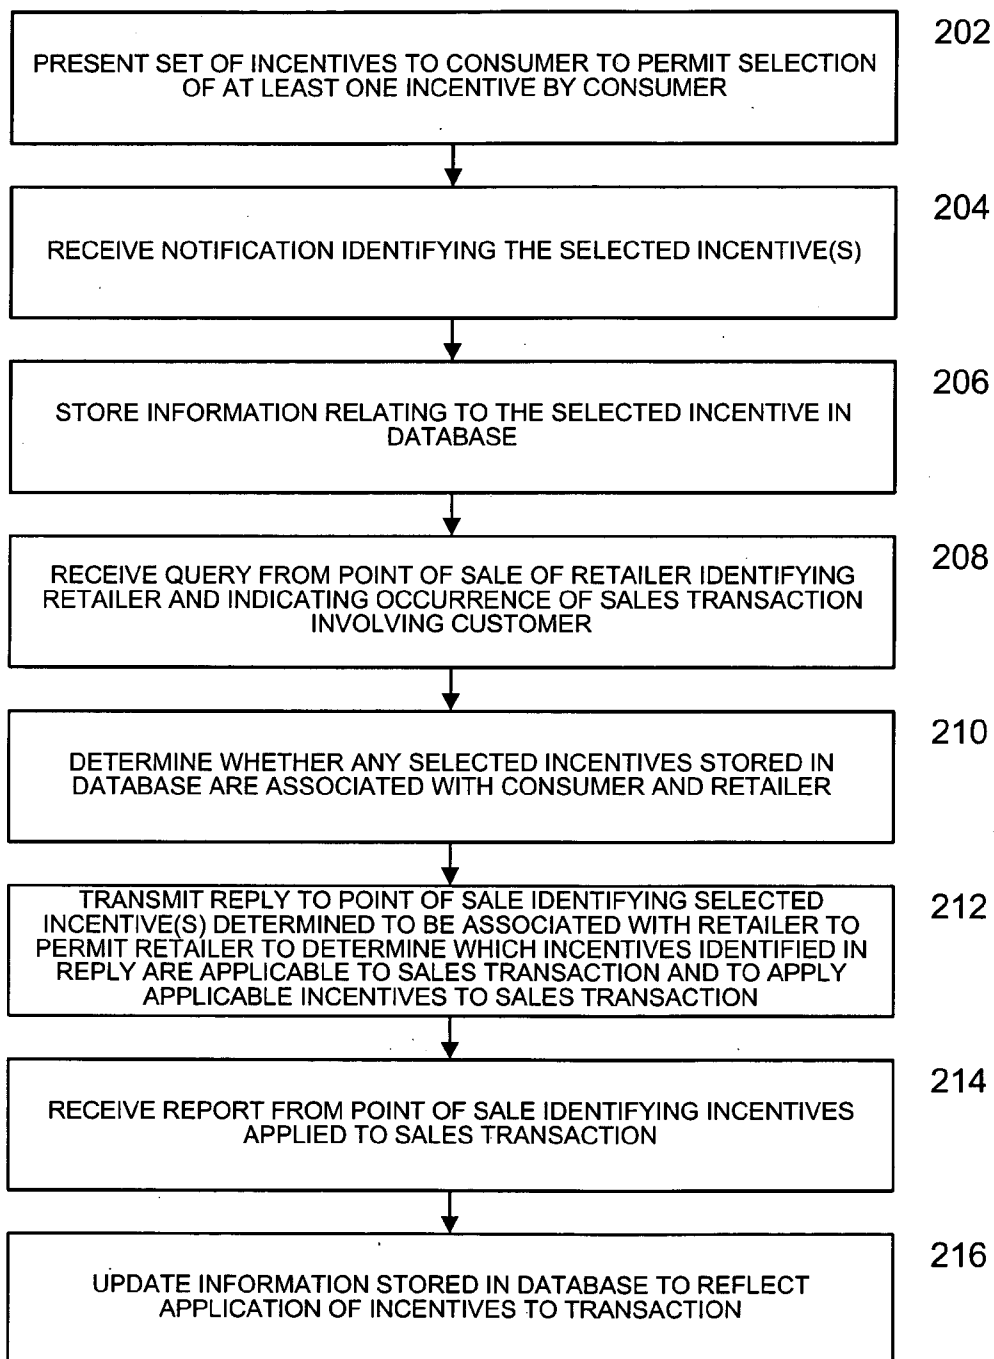 202
PRESENT SET OF INCENTIVES TO CONSUMER TO PERMIT SELECTION
OF AT LEAST ONE INCENTIVE BY CONSUMER
204
RECEIVE NOTIFICATION IDENTIFYING THE SELECTED INCENTIVE(S)
206
STORE INFORMATION RELATING TO THE SELECTED INCENTIVE IN
DATABASE
208
RECEIVE QUERY FROM POINT OF SALE OF RETAILER IDENTIFYING
RETAILER AND INDICATING OCCURRENCE OF SALES TRANSACTION
INVOLVING CUSTOMER
210
DETERMINE WHETHER ANY SELECTED INCENTIVES STORED IN
DATABASE ARE ASSOCIATED WITH CONSUMER AND RETAILER
212
TRANSMIT REPLY TO POINT OF SALE IDENTIFYING SELECTED
INCENTIVE(S) DETERMINED TO BE ASSOCIATED WITH RETAILER TO
PERMIT RETAILER TO DETERMINE WHICH INCENTIVES IDENTIFIED IN
REPLY ARE APPLICABLE TO SALES TRANSACTION AND TO APPLY
APPLICABLE INCENTIVES TO SALES TRANSACTION
214
RECEIVE REPORT FROM POINT OF SALE IDENTIFYING INCENTIVES
APPLIED TO SALES TRANSACTION
216
UPDATE INFORMATION STORED IN DATABASE TO REFLECT
APPLICATION OF INCENTIVES TO TRANSACTION